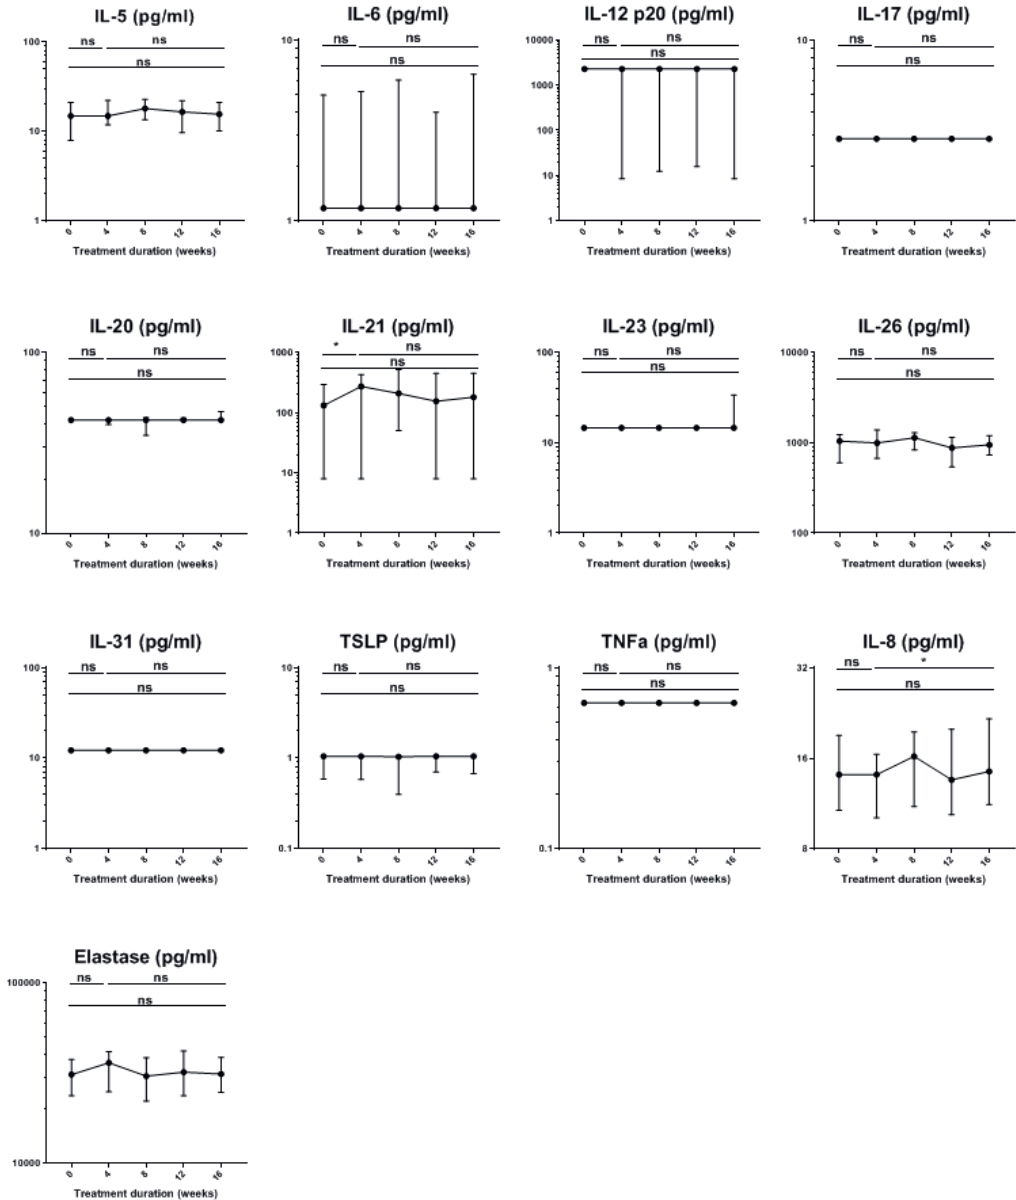 IL-5 (pg/ml)
100
10
1
ns
ns
ns
0
4
8
12
16
Treatment duration (weeks)
IL-6 (pg/ml)
10
1
ns
ns
ns
0
4
8
12
16
Treatment duration (weeks)
IL-12 p20 (pg/ml)
10000
1000
100
10
1
ns
ns
ns
0
4
8
12
16
Treatment duration (weeks)
IL-17 (pg/ml)
10
1
ns
ns
ns
0
4
8
12
16
Treatment duration (weeks)
IL-20 (pg/ml)
100
10
ns
ns
ns
0
4
8
12
16
Treatment duration (weeks)
IL-21 (pg/ml)
1000
100
10
1
*
ns
ns
0
4
8
12
16
Treatment duration (weeks)
IL-23 (pg/ml)
100
10
1
ns
ns
ns
0
4
8
12
16
Treatment duration (weeks)
IL-26 (pg/ml)
10000
1000
100
ns
ns
ns
0
4
8
12
16
Treatment duration (weeks)
IL-31 (pg/ml)
100
10
1
ns
ns
ns
0
4
8
12
16
Treatment duration (weeks)
TSLP (pg/ml)
10
1
0.1
ns
ns
ns
0
4
8
12
16
Treatment duration (weeks)
TNFa (pg/ml)
1
0.1
ns
ns
ns
0
4
8
12
16
Treatment duration (weeks)
IL-8 (pg/ml)
32
16
8
ns
*
ns
0
4
8
12
16
Treatment duration (weeks)
Elastase (pg/ml)
100000
10000
ns
ns
ns
0
4
8
12
16
Treatment duration (weeks)